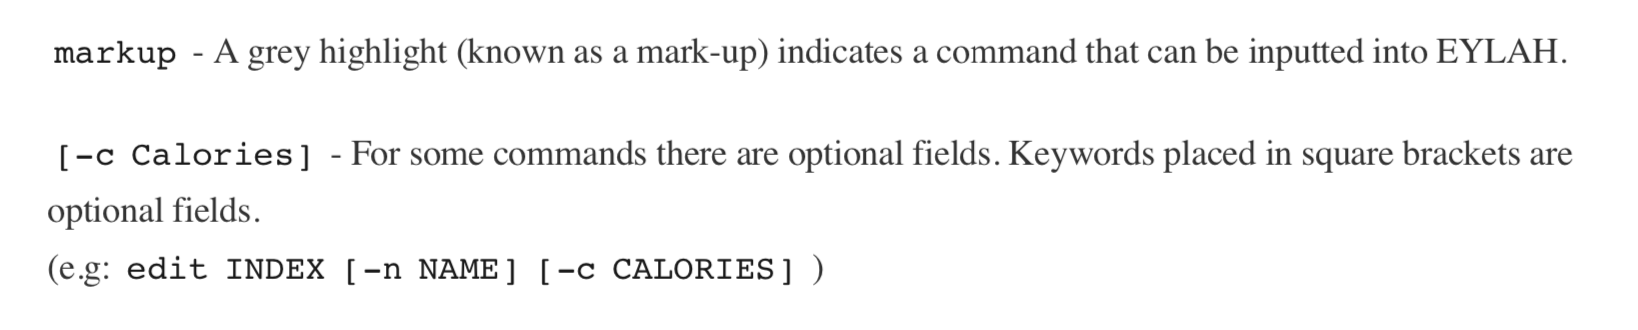 markup - A grey highlight (known as a mark-up) indicates a command that can be inputted into EYLAH.
[-c Calories] - For some commands there are optional fields. Keywords placed in square brackets are
optional fields.
(e.g: edit INDEX [-n NAME] [-c CALORIES] )